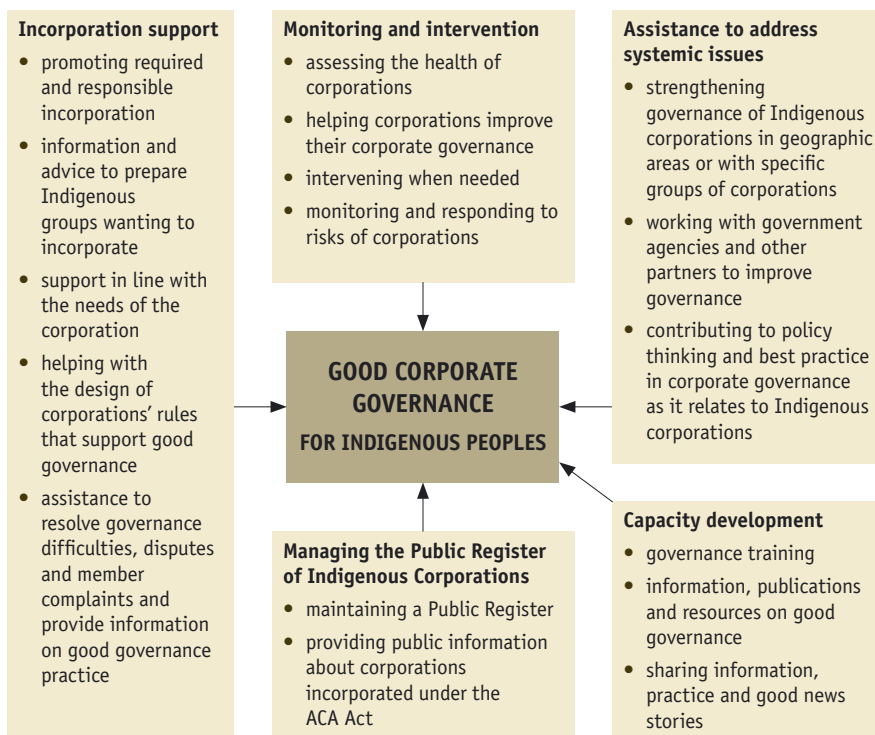 Incorporation support
• promoting required
and responsible
incorporation
• information and
advice to prepare
Indigenous
groups wanting to
incorporate
• support in line with
the needs of the
corporation
• helping with
the design of
corporations’ rules
that support good
governance
• assistance to
resolve governance
difficulties, disputes
and member
complaints and
provide information
on good governance
practice
Monitoring and intervention
• assessing the health of
corporations
• helping corporations improve
their corporate governance
• intervening when needed
• monitoring and responding to
risks of corporations
Assistance to address
systemic issues
• strengthening
governance of Indigenous
corporations in geographic
areas or with specific
groups of corporations
• working with government
agencies and other
partners to improve
governance
• contributing to policy
thinking and best practice
in corporate governance
as it relates to Indigenous
corporations
GOOD CORPORATE
GOVERNANCE
FOR INDIGENOUS PEOPLES
Managing the Public Register
of Indigenous Corporations
• maintaining a Public Register
• providing public information
about corporations
incorporated under the
ACA Act
Capacity development
• governance training
• information, publications
and resources on good
governance
• sharing information,
practice and good news
stories